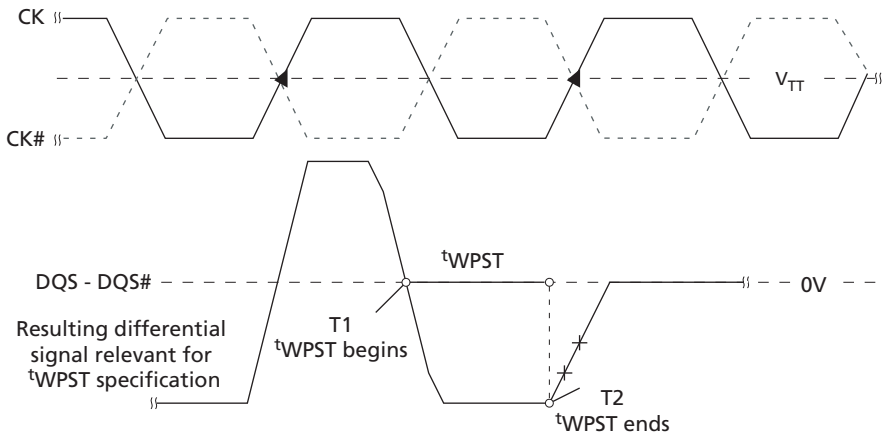 CK
V_TT
CK#
tWPST
DQS - DQS#
0V
Resulting differential
signal relevant for
tWPST specification
T1
tWPST begins
T2
tWPST ends